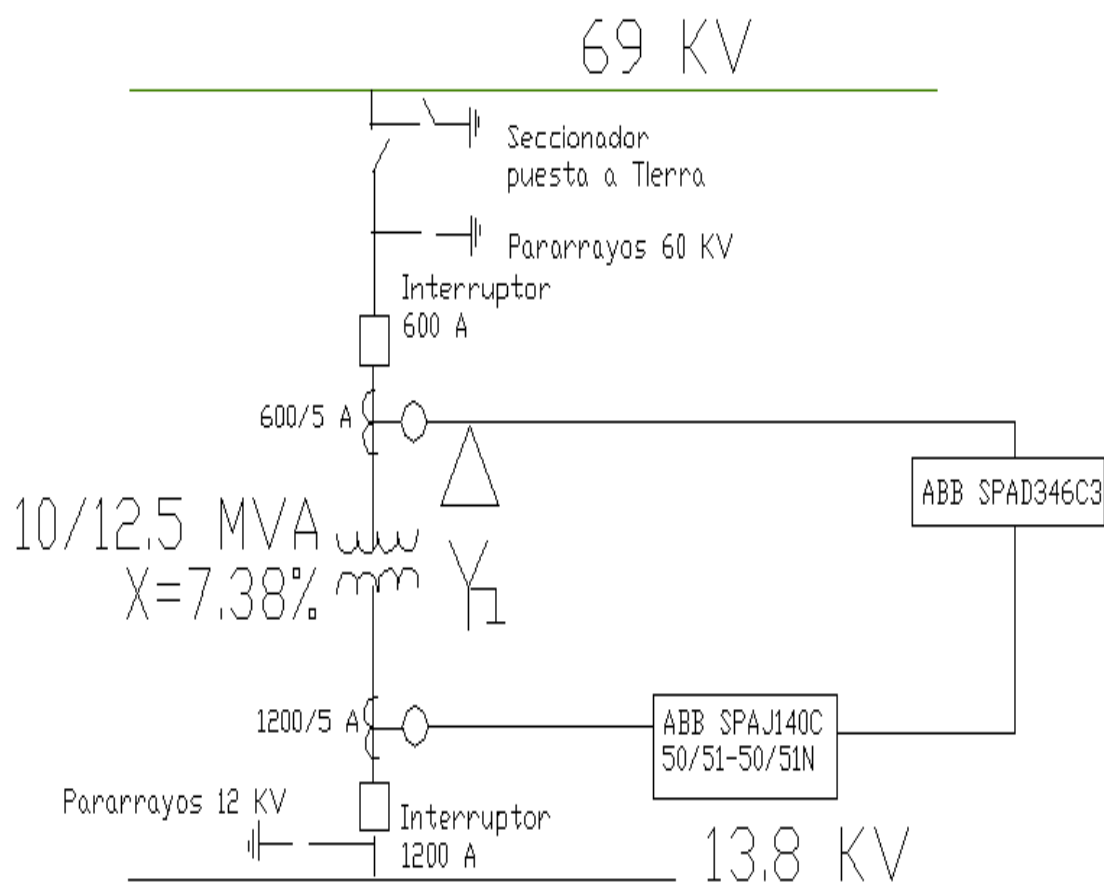 69 KV
Seccionador
puesta a TIerra
Pararrayos 60 KV
Interruptor
600 A
600/5 A
ABB SPAD346C3
10/12.5 MVA
X=7.38%
1200/5 A
ABB SPAJ140C
50/51-50/51N
Pararrayos 12 KV
Interruptor
1200 A
13.8 KV